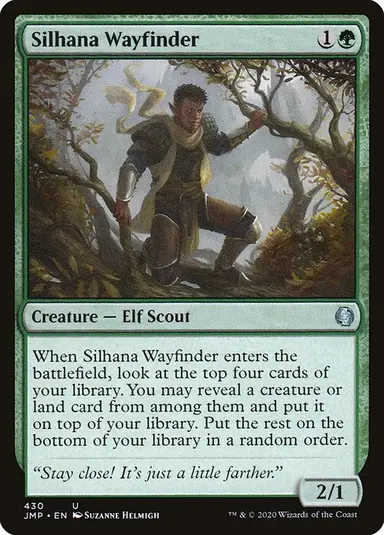 Silhana Wayfinder 1
Creature — Elf Scout
When Silhana Wayfinder enters the
battlefield, look at the top four cards of
your library. You may reveal a creature or
land card from among them and put it
on top of your library. Put the rest on
the bottom of your library in a random order.
“Stay close! It’s just a little farther.”
2/1
430 U
JMP • EN SUZANNE HELMIGH ™ & © 2020 Wizards of the Coast